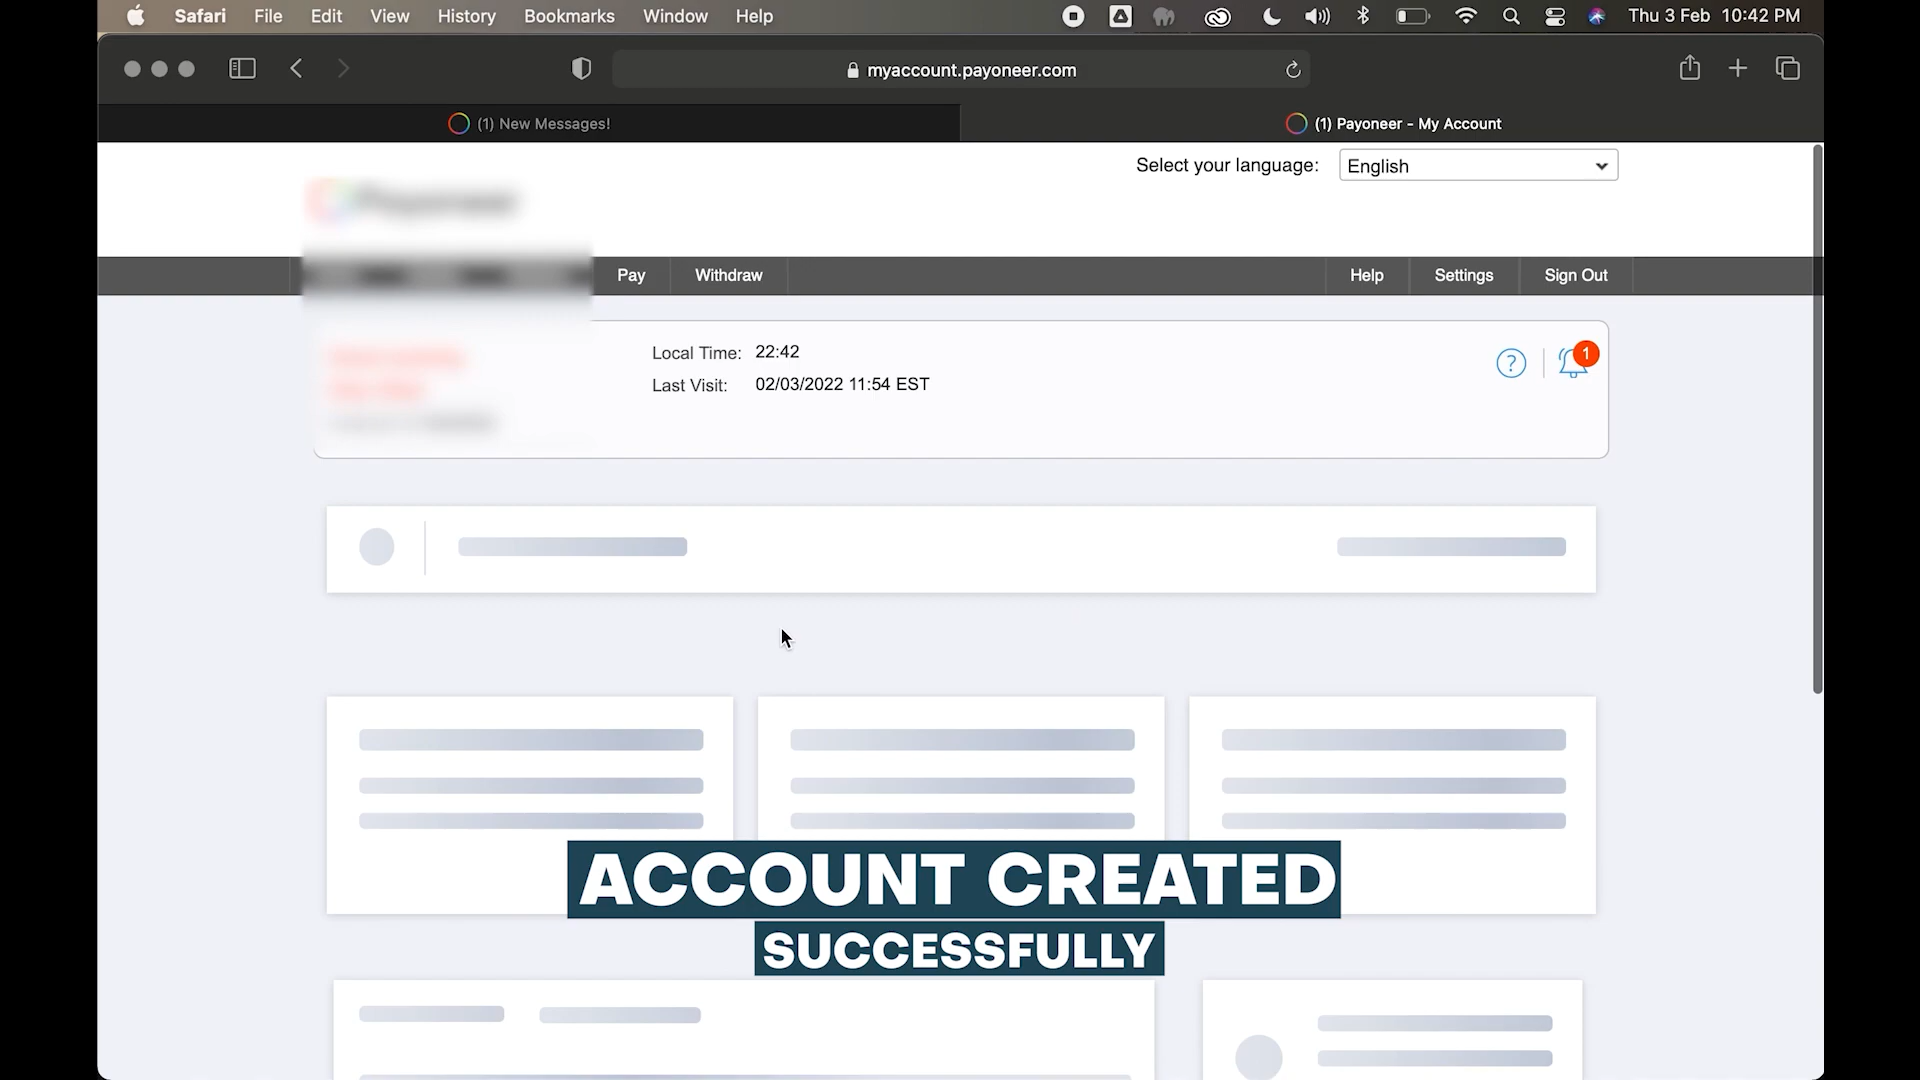 Safari File Edit View History Bookmarks Window Help Thu 3 Feb 10:42 PM
myaccount.payoneer.com
(1) New Messages! (1) Payoneer - My Account
Select your language: English
Pay Withdraw Help Settings Sign Out
Local Time: 22:42
1
Last Visit: 02/03/2022 11:54 EST
ACCOUNT CREATED
SUCCESSFULLY